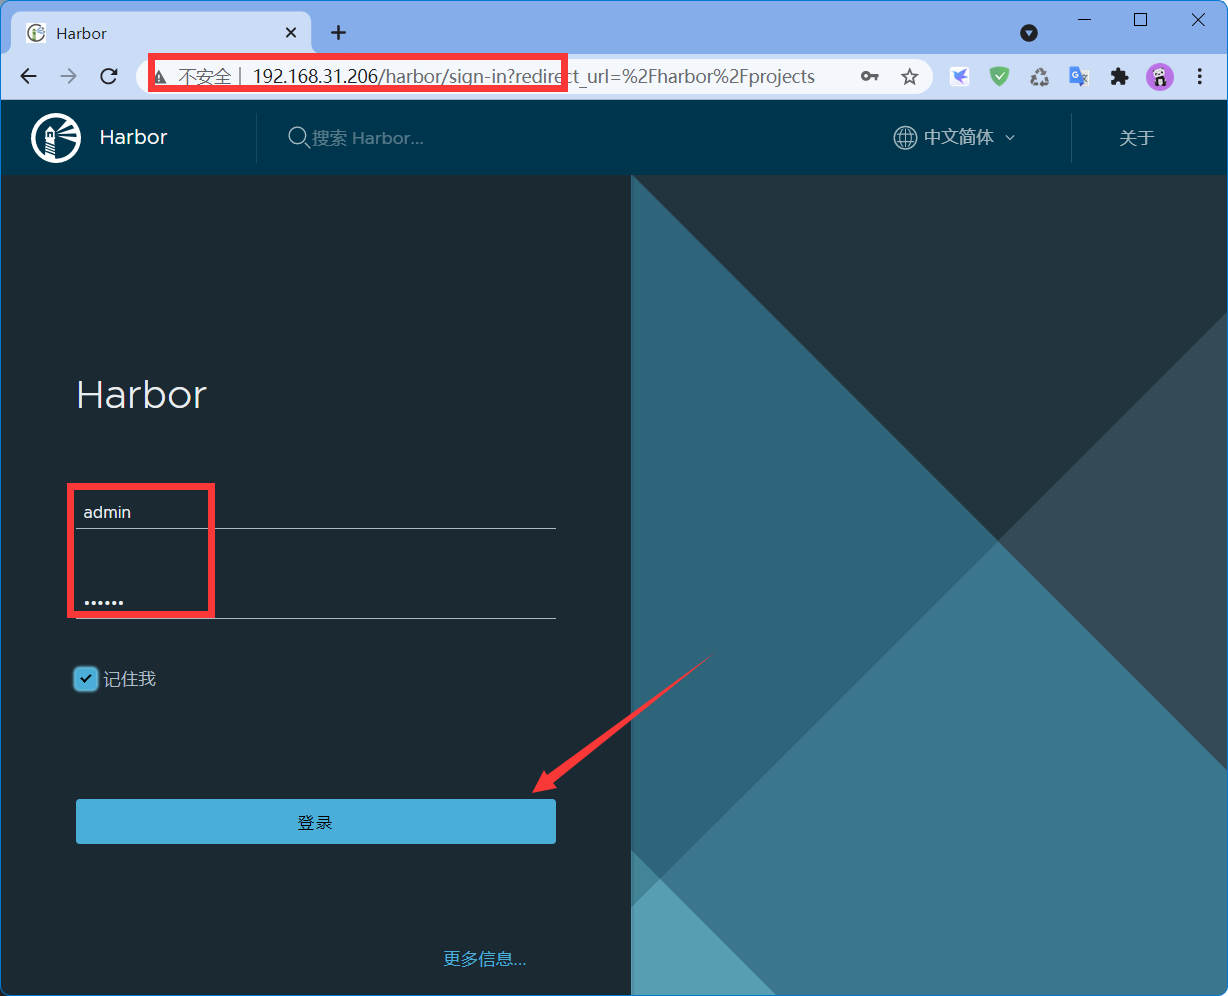 Harbor
不安全 | 192.168.31.206/harbor/sign-in?redirect_url=%2Fharbor%2Fprojects
Harbor
搜索 Harbor...
中文简体
关于
Harbor
admin
••••••
记住我
登录
更多信息...